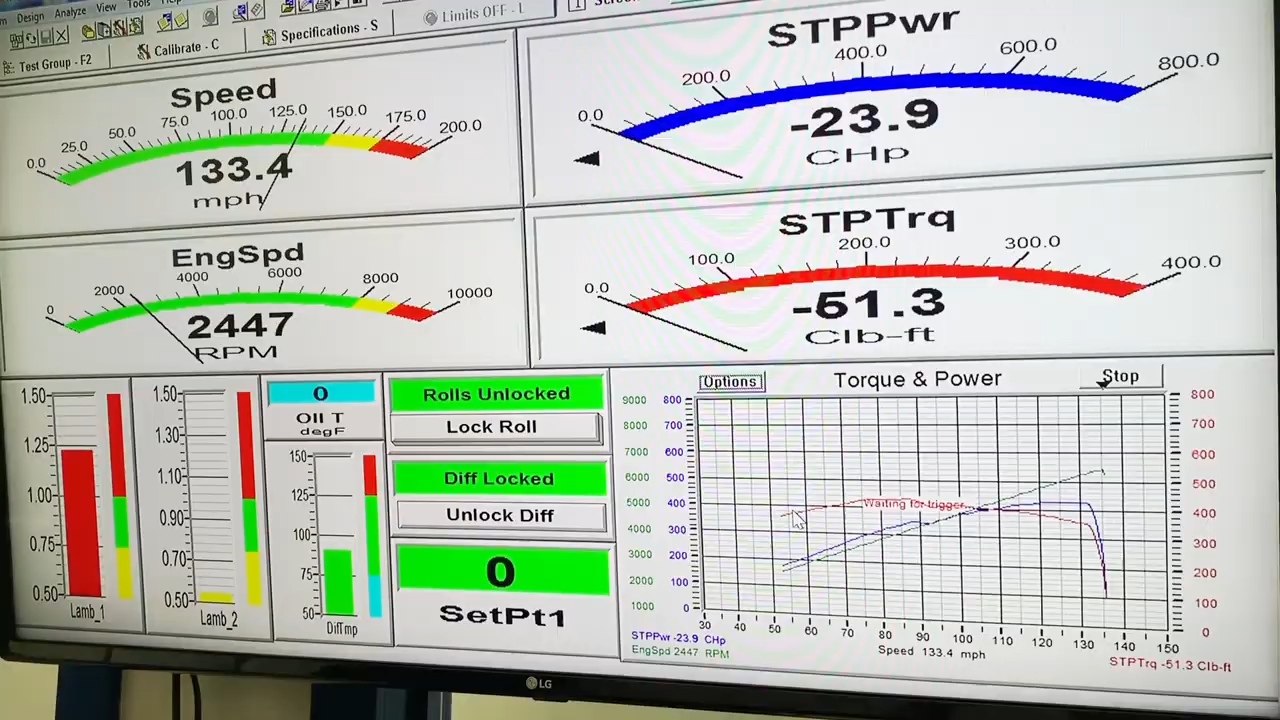 Design Analyze View Tools Help
Test Group - F2
Calibrate - C
Specifications - S
Limits OFF - L
Speed
0.0 25.0 50.0 75.0 100.0 125.0 150.0 175.0 200.0
133.4
mph
STPPwr
0.0 200.0 400.0 600.0 800.0
-23.9
CHp
EngSpd
0 2000 4000 6000 8000 10000
2447
RPM
STPTrq
0.0 100.0 200.0 300.0 400.0
-51.3
Clb-ft
1.50
1.25
1.00
0.75
0.50
Lamb_1
1.50
1.30
1.10
0.90
0.70
0.50
Lamb_2
0
Oil T
degF
150
125
100
75
50
DifTmp
Rolls Unlocked
Lock Roll
Diff Locked
Unlock Diff
0
SetPt1
Options
Torque & Power
Stop
9000 800 800
8000 700 700
7000 600 600
6000 500 500
5000 400 400
4000 300 300
3000 200 200
2000 100 100
1000 0 0
Waiting for trigger...
30 40 50 60 70 80 90 100 110 120 130 140 150
STPPwr -23.9 CHp
EngSpd 2447 RPM
Speed 133.4 mph
STPTrq -51.3 Clb-ft
LG